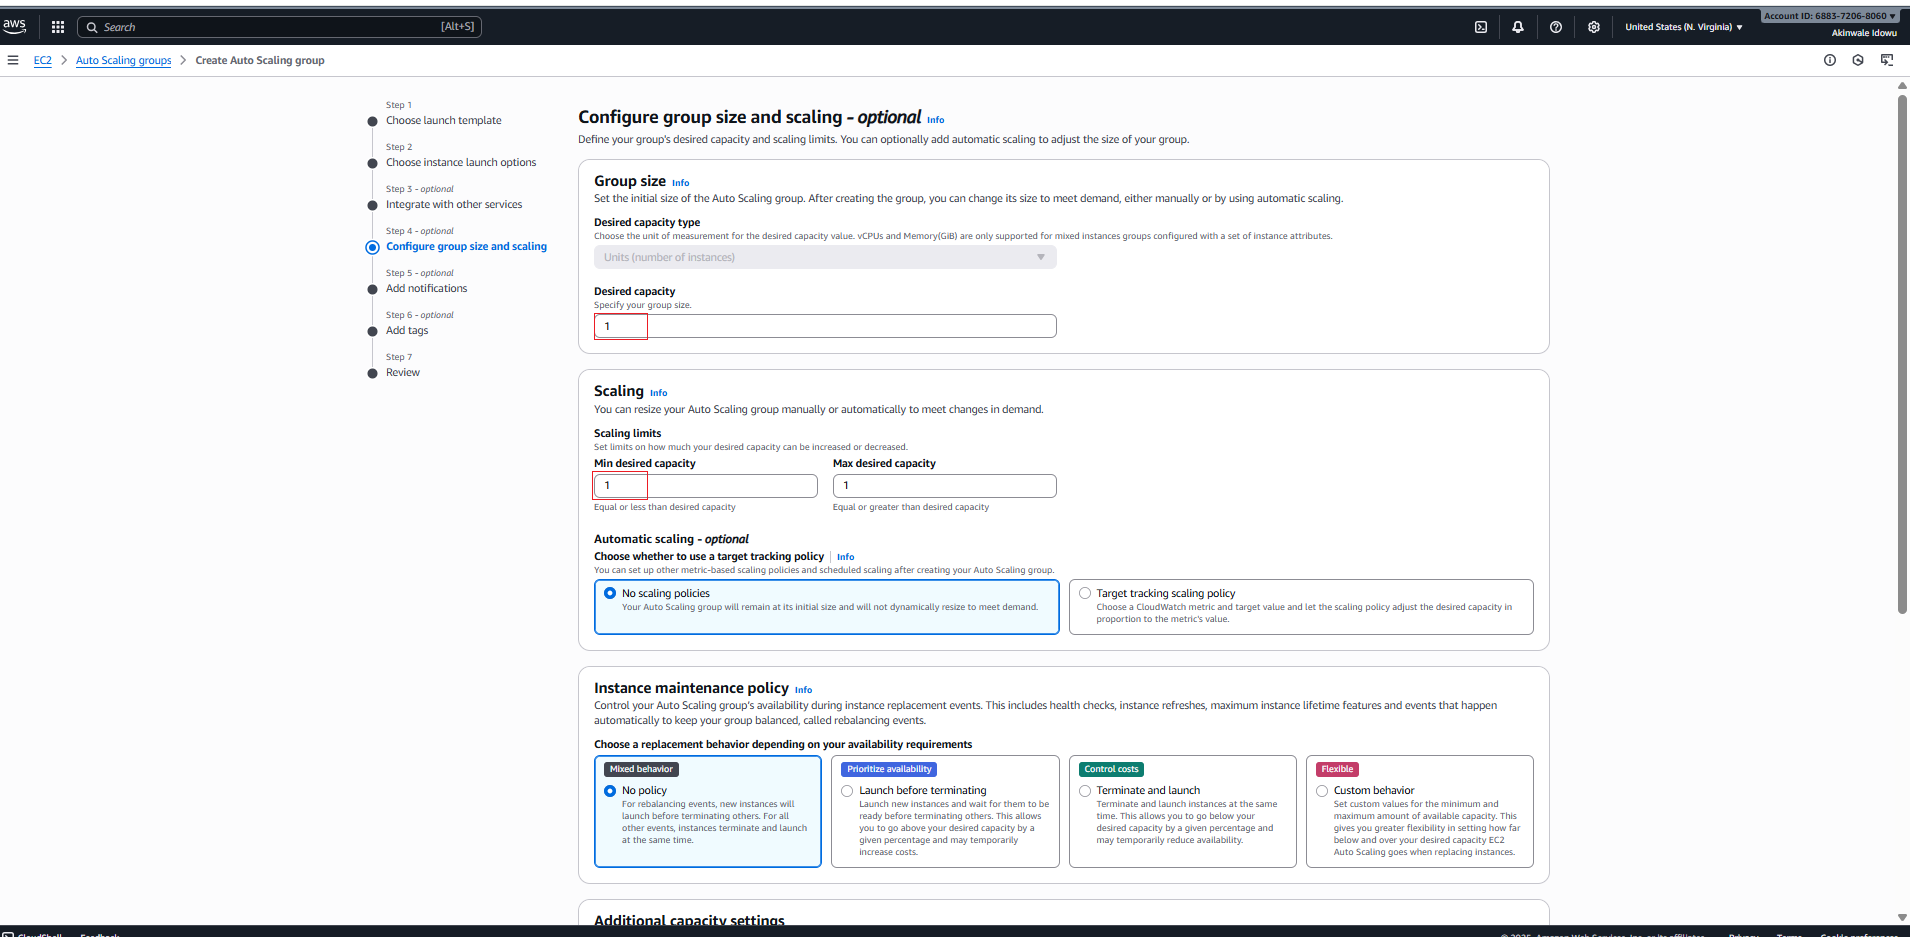 aws
Search
[Alt+S]
United States (N. Virginia)
Account ID: 6883-7206-8060
Akinwale Idowu
EC2
Auto Scaling groups
Create Auto Scaling group
Step 1
Choose launch template
Step 2
Choose instance launch options
Step 3 - optional
Integrate with other services
Step 4 - optional
Configure group size and scaling
Step 5 - optional
Add notifications
Step 6 - optional
Add tags
Step 7
Review
Configure group size and scaling - optional Info
Define your group's desired capacity and scaling limits. You can optionally add automatic scaling to adjust the size of your group.
Group size Info
Set the initial size of the Auto Scaling group. After creating the group, you can change its size to meet demand, either manually or by using automatic scaling.
Desired capacity type
Choose the unit of measurement for the desired capacity value. vCPUs and Memory(GiB) are only supported for mixed instances groups configured with a set of instance attributes.
Units (number of instances)
Desired capacity
Specify your group size.
1
Scaling Info
You can resize your Auto Scaling group manually or automatically to meet changes in demand.
Scaling limits
Set limits on how much your desired capacity can be increased or decreased.
Min desired capacity
1
Equal or less than desired capacity
Max desired capacity
1
Equal or greater than desired capacity
Automatic scaling - optional
Choose whether to use a target tracking policy Info
You can set up other metric-based scaling policies and scheduled scaling after creating your Auto Scaling group.
No scaling policies
Your Auto Scaling group will remain at its initial size and will not dynamically resize to meet demand.
Target tracking scaling policy
Choose a CloudWatch metric and target value and let the scaling policy adjust the desired capacity in
proportion to the metric's value.
Instance maintenance policy Info
Control your Auto Scaling group's availability during instance replacement events. This includes health checks, instance refreshes, maximum instance lifetime features and events that happen
automatically to keep your group balanced, called rebalancing events.
Choose a replacement behavior depending on your availability requirements
Mixed behavior
No policy
For rebalancing events, new instances will
launch before terminating others. For all
other events, instances terminate and launch
at the same time.
Prioritize availability
Launch before terminating
Launch new instances and wait for them to be
ready before terminating others. This allows
you to go above your desired capacity by a
given percentage and may temporarily
increase costs.
Control costs
Terminate and launch
Terminate and launch instances at the same
time. This allows you to go below your
desired capacity by a given percentage and
may temporarily reduce availability.
Flexible
Custom behavior
Set custom values for the minimum and
maximum amount of available capacity. This
gives you greater flexibility in setting how far
below and over your desired capacity EC2
Auto Scaling goes when replacing instances.
Additional capacity settings
CloudShell
Feedback
© 2025, Amazon Web Services, Inc. or its affiliates.
Privacy
Terms
Cookie preferences